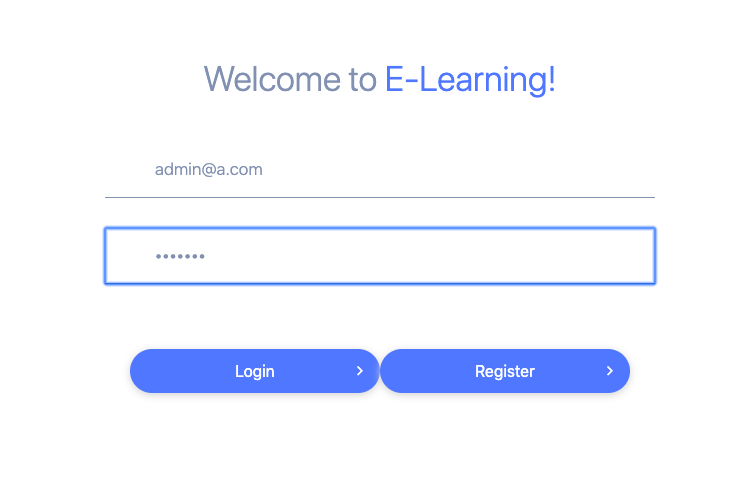 Welcome to E-Learning!
admin@a.com
•••••••
Login
Register